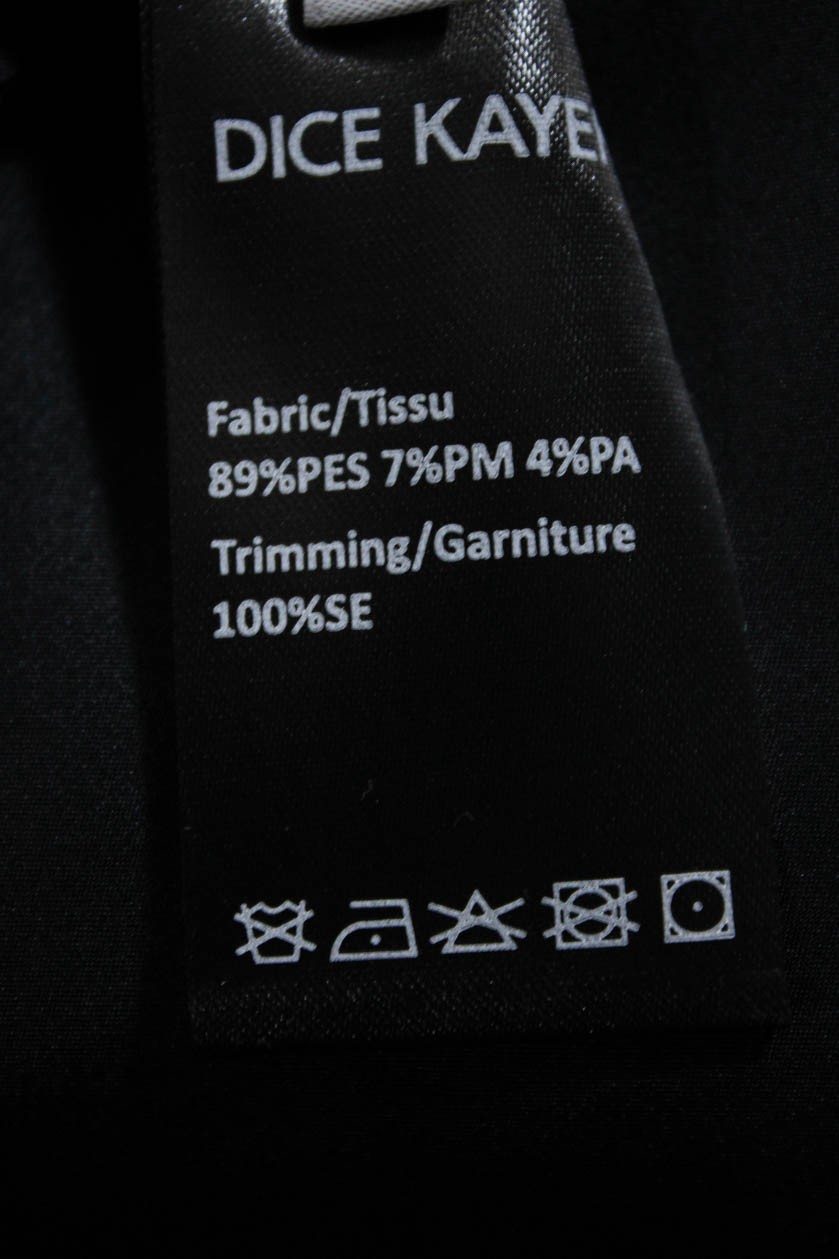 DICE KAYE
Fabric/Tissu
89%PES 7%PM 4%PA
Trimming/Garniture
100%SE